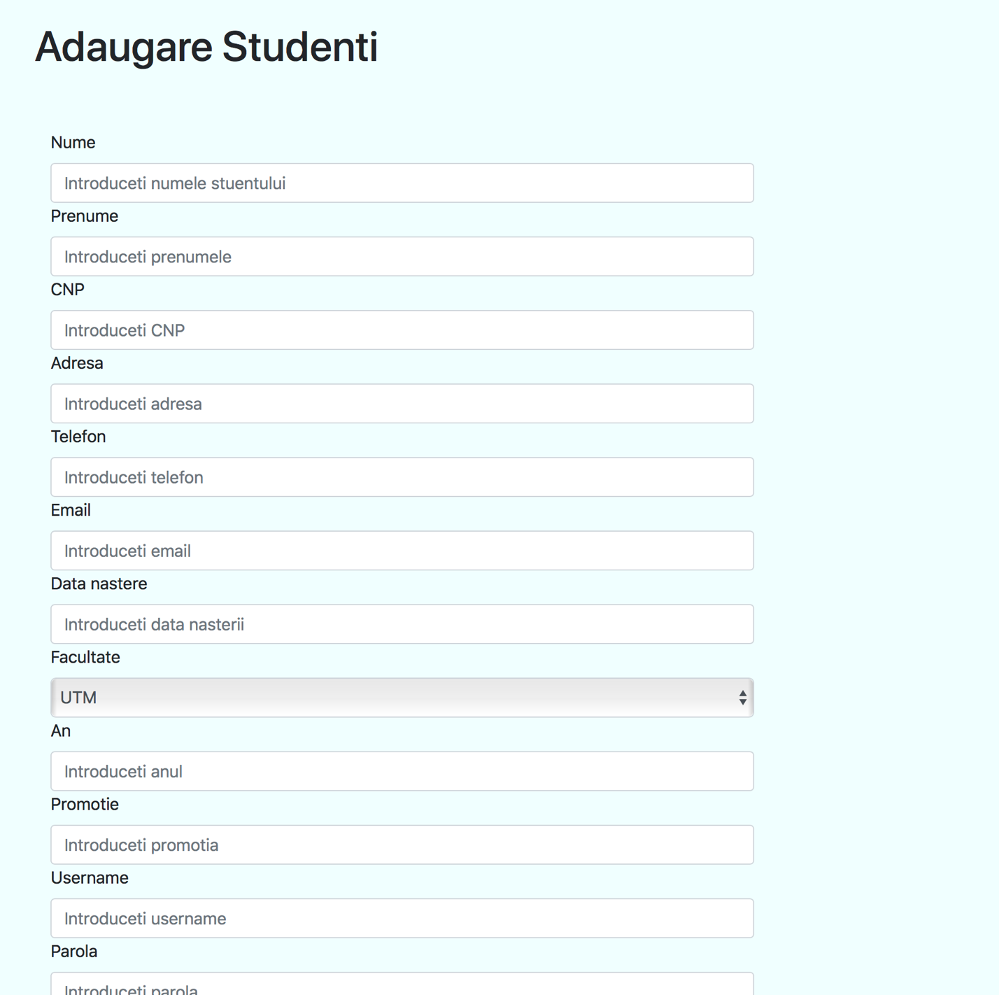 Adaugare Studenti
Nume
Introduceti numele stuentului
Prenume
Introduceti prenumele
CNP
Introduceti CNP
Adresa
Introduceti adresa
Telefon
Introduceti telefon
Email
Introduceti email
Data nastere
Introduceti data nasterii
Facultate
UTM
An
Introduceti anul
Promotie
Introduceti promotia
Username
Introduceti username
Parola
Introduceti parola